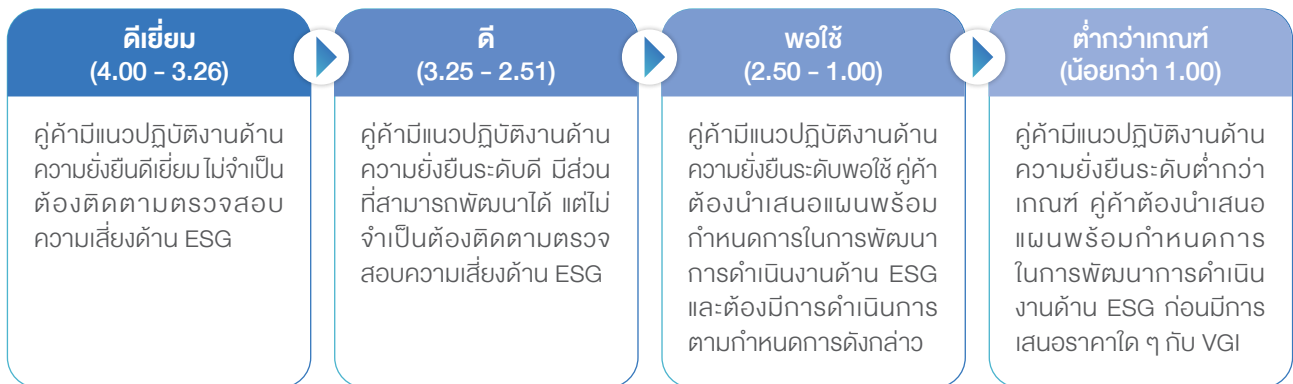 ดีเยี่ยม
(4.00 - 3.26)
คู่ค้ามีแนวปฏิบัติงานด้าน
ความยั่งยืนดีเยี่ยม ไม่จำเป็น
ต้องติดตามตรวจสอบ
ความเสี่ยงด้าน ESG
ดี
(3.25 - 2.51)
คู่ค้ามีแนวปฏิบัติงานด้าน
ความยั่งยืนระดับดี มีส่วน
ที่สามารถพัฒนาได้ แต่ไม่
จำเป็นต้องติดตามตรวจ
สอบความเสี่ยงด้าน ESG
พอใช้
(2.50 - 1.00)
คู่ค้ามีแนวปฏิบัติงานด้าน
ความยั่งยืนระดับพอใช้ คู่ค้า
ต้องนำเสนอแผนพร้อม
กำหนดการในการพัฒนา
การดำเนินงานด้าน ESG
และต้องมีการดำเนินการ
ตามกำหนดการดังกล่าว
ต่ำกว่าเกณฑ์
(น้อยกว่า 1.00)
คู่ค้ามีแนวปฏิบัติงานด้าน
ความยั่งยืนระดับต่ำกว่า
เกณฑ์ คู่ค้าต้องนำเสนอ
แผนพร้อมกำหนดการ
ในการพัฒนาการดำเนิน
งานด้าน ESG ก่อนมีการ
เสนอราคาใด ๆ กับ VGI